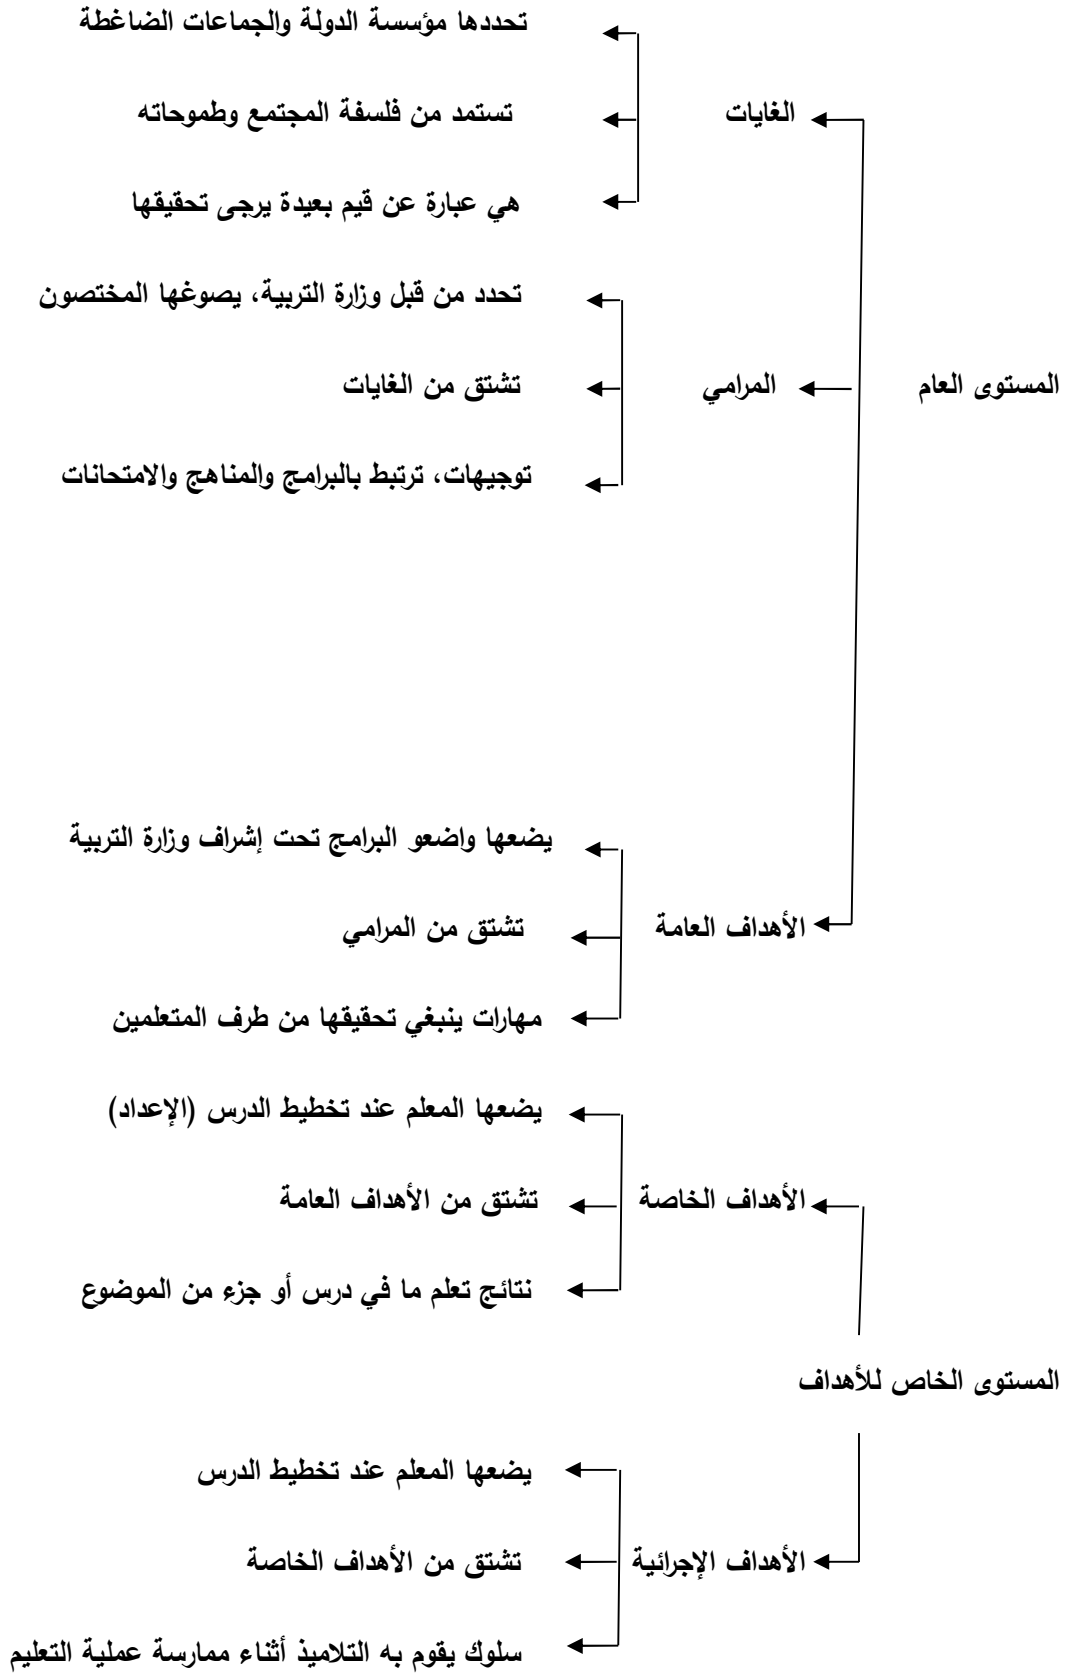 تحددها مؤسسة الدولة والجماعات الضاغطة
الغايات
تستمد من فلسفة المجتمع وطموحاته
هي عبارة عن قيم بعيدة يرجى تحقيقها
تحدد من قبل وزارة التربية، يصوغها المختصون
المستوى العام
المرامي
تشتق من الغايات
توجيهات، ترتبط بالبرامج والمناهج والامتحانات
يضعها واضعو البرامج تحت إشراف وزارة التربية
الأهداف العامة
تشتق من المرامي
مهارات ينبغي تحقيقها من طرف المتعلمين
يضعها المعلم عند تخطيط الدرس (الإعداد)
الأهداف الخاصة
تشتق من الأهداف العامة
نتائج تعلم ما في درس أو جزء من الموضوع
المستوى الخاص للأهداف
يضعها المعلم عند تخطيط الدرس
الأهداف الإجرائية
تشتق من الأهداف الخاصة
سلوك يقوم به التلاميذ أثناء ممارسة عملية التعليم